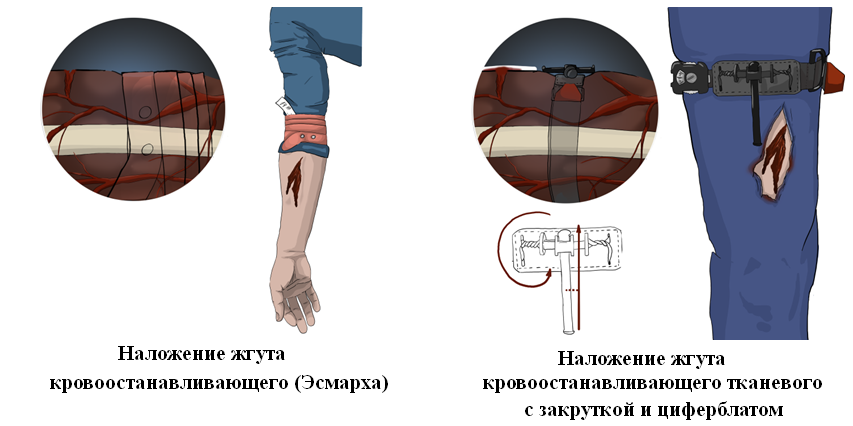 Наложение жгута
кровоостанавливающего (Эсмарха)
Наложение жгута
кровоостанавливающего тканевого
с закруткой и циферблатом